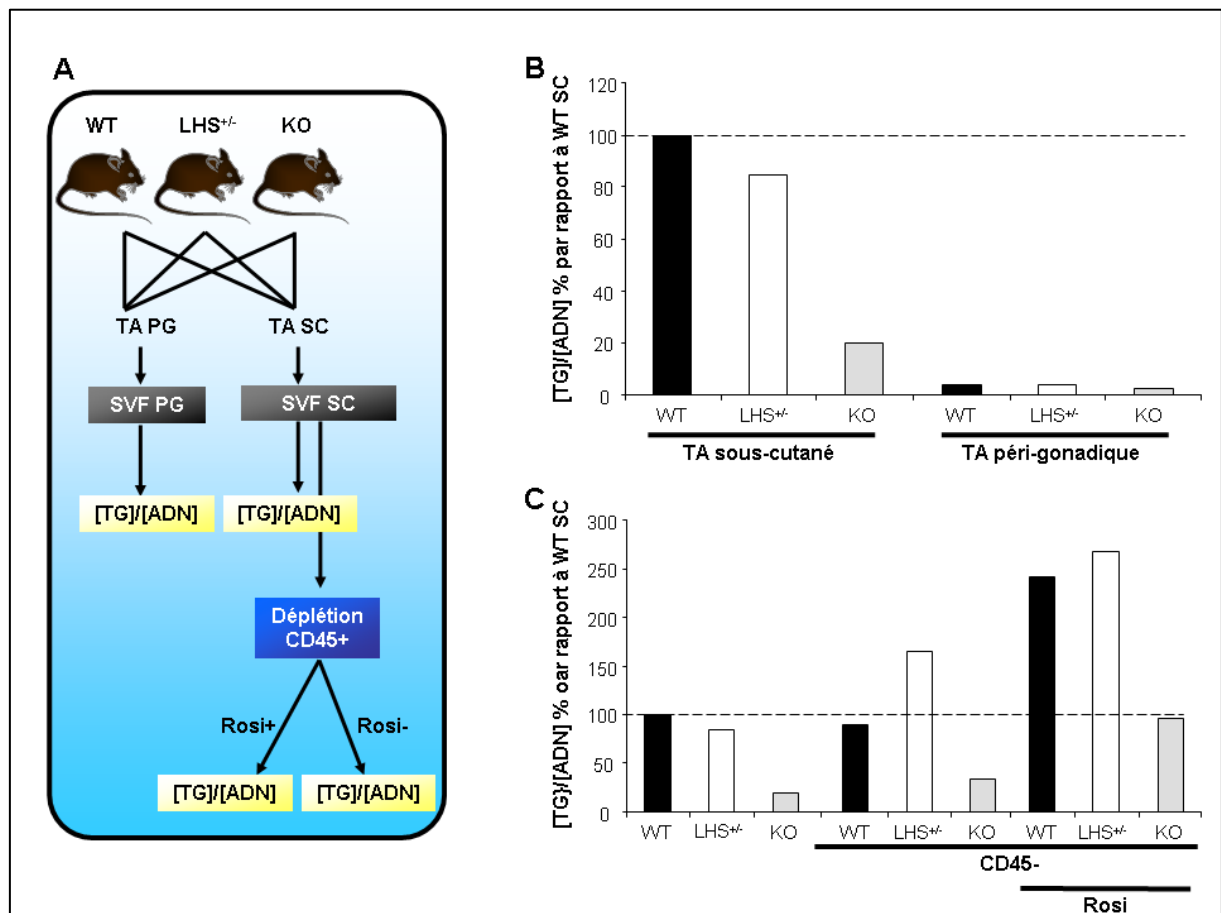 A
WT LHS+/- KO
TA PG TA SC
SVF PG SVF SC
[TG]/[ADN] [TG]/[ADN]
Déplétion
CD45+
Rosi+ Rosi-
[TG]/[ADN] [TG]/[ADN]
B
[TG]/[ADN] % par rapport à WT SC
120
100
80
60
40
20
0
WT LHS+/- KO WT LHS+/- KO
TA sous-cutané TA péri-gonadique
C
[TG]/[ADN] % oar rapport à WT SC
300
250
200
150
100
50
0
WT LHS+/- KO WT LHS+/- KO WT LHS+/- KO
CD45-
Rosi